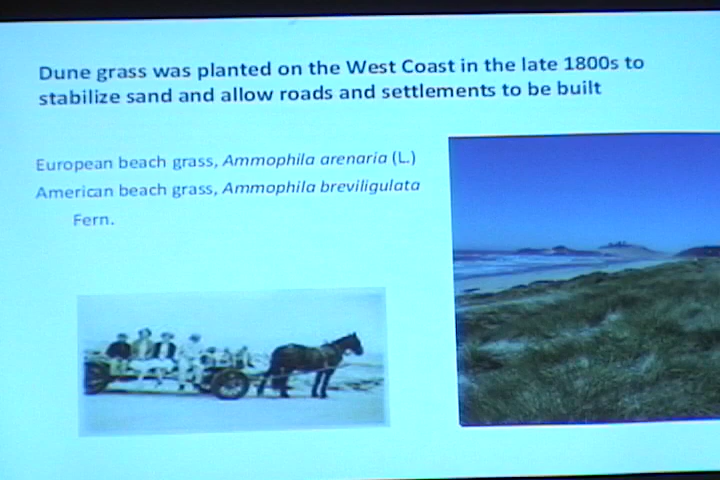 Dune grass was planted on the West Coast in the late 1800s to
stabilize sand and allow roads and settlements to be built
European beach grass, Ammophila arenaria (L.)
American beach grass, Ammophila breviligulata
Fern.